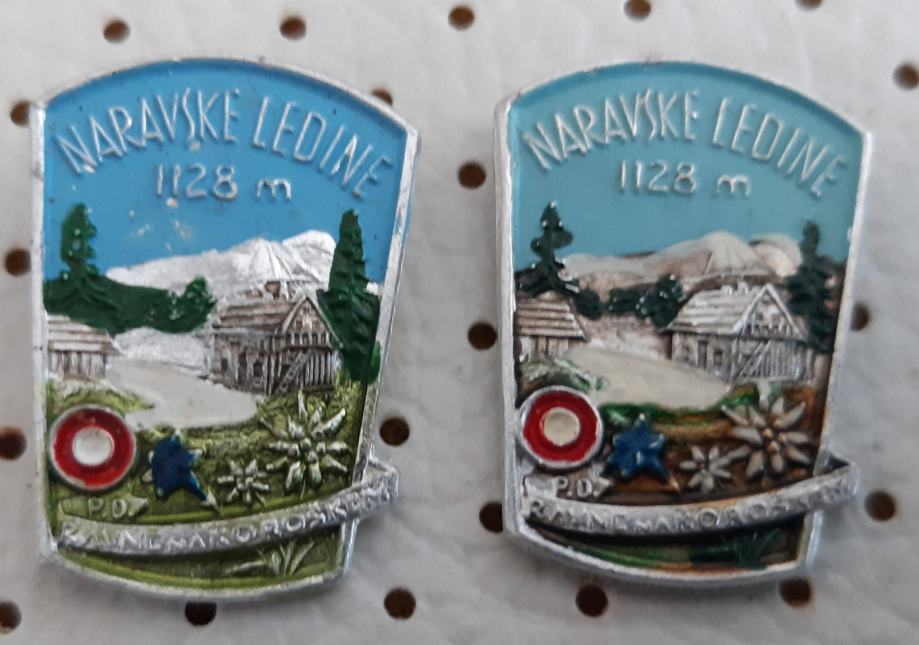 NARAVSKE LEDINE
1128 m
P.D.
RAVNE NA KOROŠKEM
NARAVSKE LEDINE
1128 m
P.D.
RAVNE NA KOROŠKEM